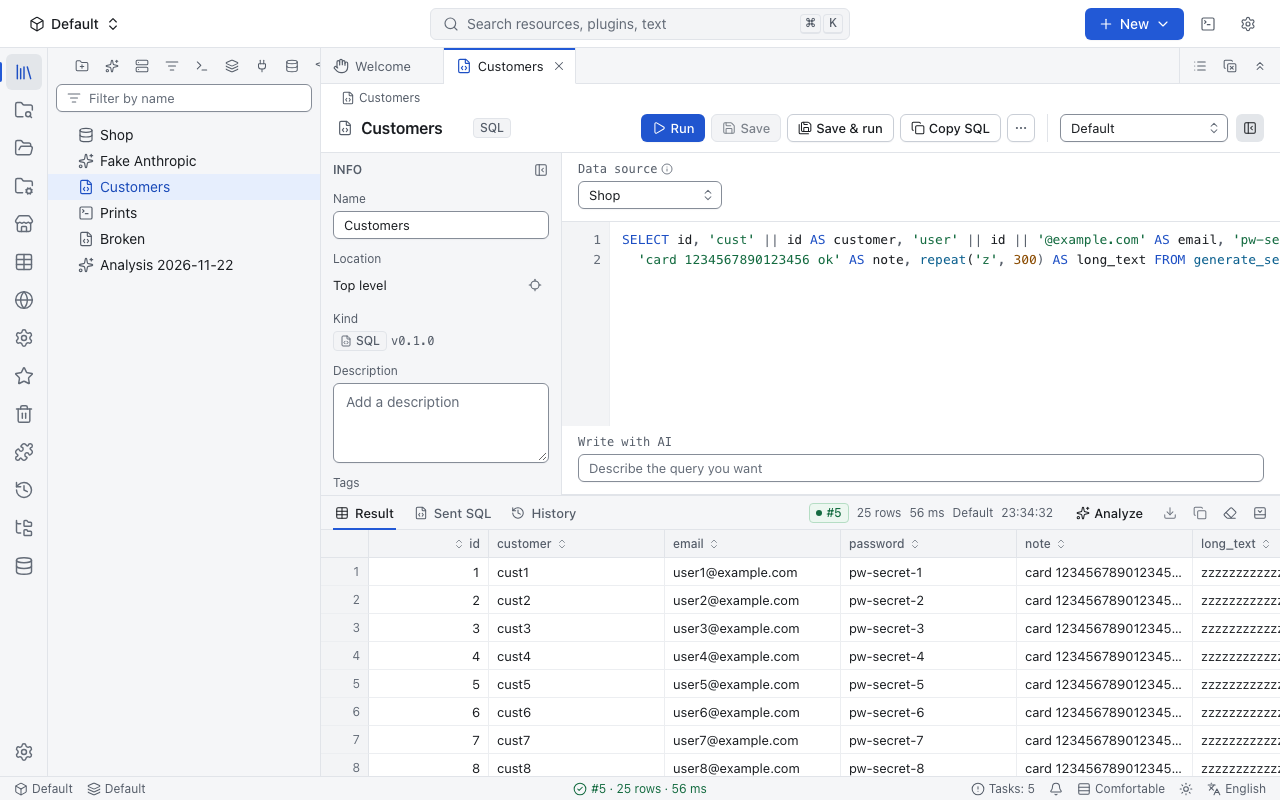 Default
Search resources, plugins, text
⌘ K
New
Welcome
Customers
Filter by name
Shop
Fake Anthropic
Customers
Prints
Broken
Analysis 2026-11-22
Customers
Customers SQL
Run Save Save & run Copy SQL Default
INFO
Name
Customers
Location
Top level
Kind
SQL v0.1.0
Description
Add a description
Tags
Data source
Shop
1 SELECT id, 'cust' || id AS customer, 'user' || id || '@example.com' AS email, 'pw-se
2 'card 1234567890123456 ok' AS note, repeat('z', 300) AS long_text FROM generate_se
Write with AI
Describe the query you want
Result Sent SQL History #5 25 rows 56 ms Default 23:34:32 Analyze
id customer email password note long_text
1 1 cust1 user1@example.com pw-secret-1 card 123456789012345… zzzzzzzzzzz
2 2 cust2 user2@example.com pw-secret-2 card 123456789012345… zzzzzzzzzzz
3 3 cust3 user3@example.com pw-secret-3 card 123456789012345… zzzzzzzzzzz
4 4 cust4 user4@example.com pw-secret-4 card 123456789012345… zzzzzzzzzzz
5 5 cust5 user5@example.com pw-secret-5 card 123456789012345… zzzzzzzzzzz
6 6 cust6 user6@example.com pw-secret-6 card 123456789012345… zzzzzzzzzzz
7 7 cust7 user7@example.com pw-secret-7 card 123456789012345… zzzzzzzzzzz
8 8 cust8 user8@example.com pw-secret-8 card 123456789012345… zzzzzzzzzzz
Default Default #5 · 25 rows · 56 ms Tasks: 5 Comfortable English